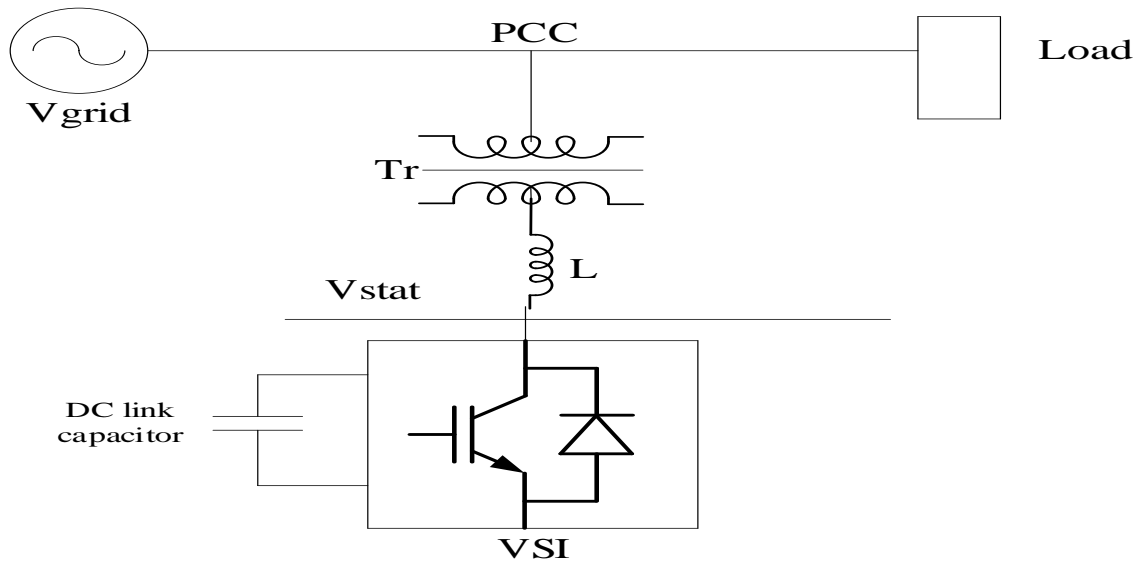 PCC
Load
Vgrid
Tr
L
Vstat
DC link
capacitor
VSI